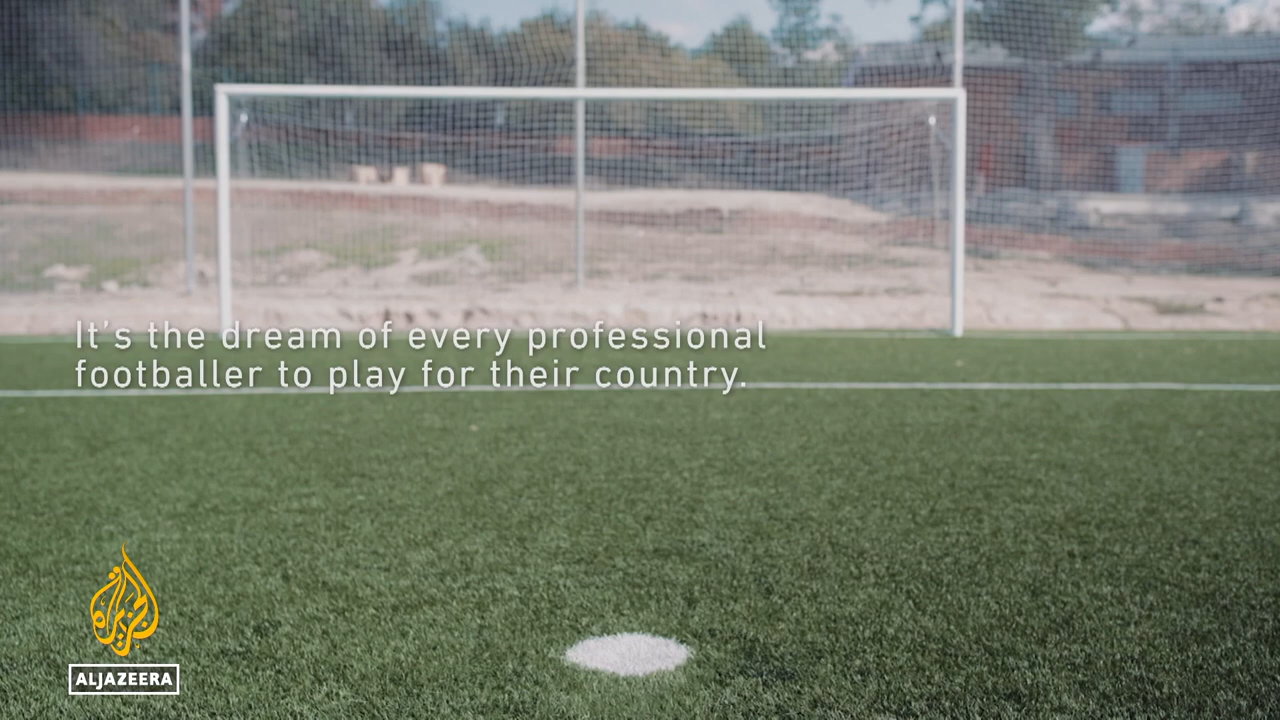 It's the dream of every professional
footballer to play for their country.
الجزيرة
ALJAZEERA